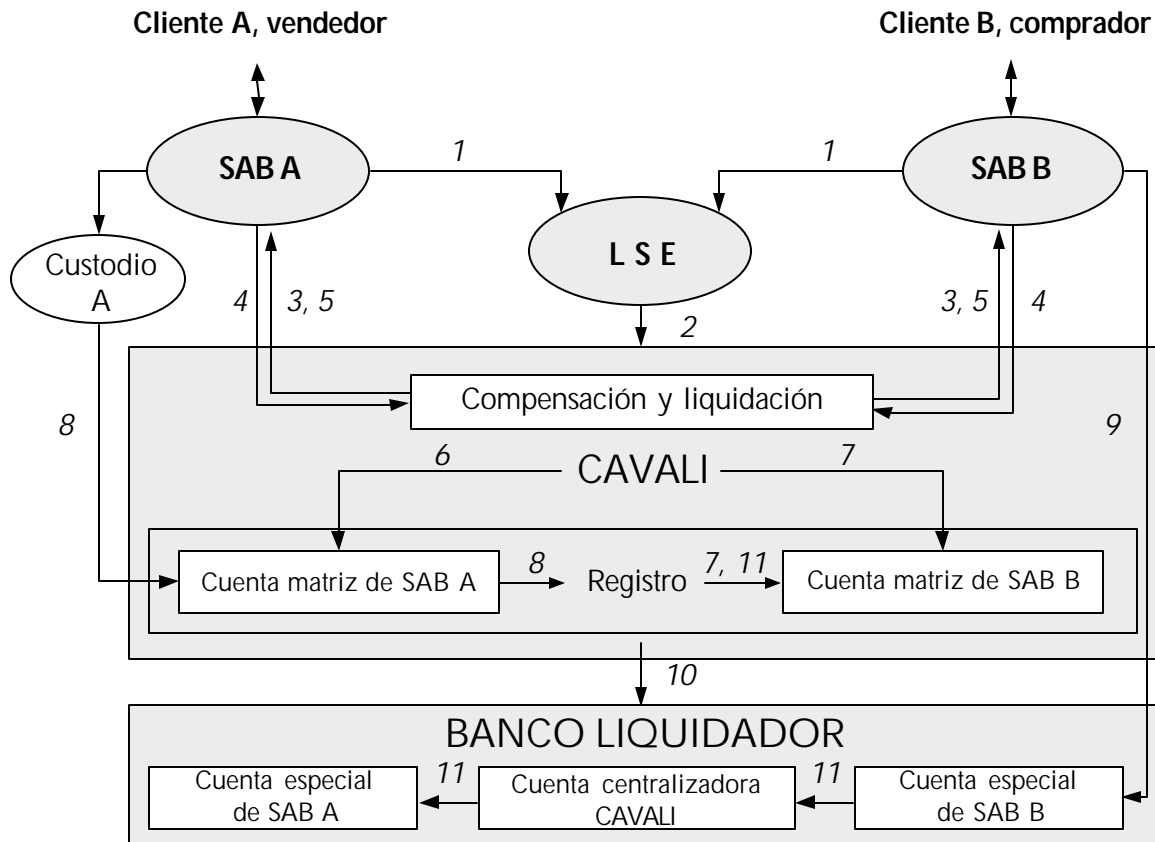 Cliente A, vendedor
Cliente B, comprador
SAB A
1
1
SAB B
L S E
Custodio
A
4
3, 5
3, 5
4
2
Compensación y liquidación
8
9
6
CAVALI
7
Cuenta matriz de SAB A
8
Registro
7, 11
Cuenta matriz de SAB B
10
BANCO LIQUIDADOR
Cuenta especial
de SAB A
11
Cuenta centralizadora
CAVALI
11
Cuenta especial
de SAB B